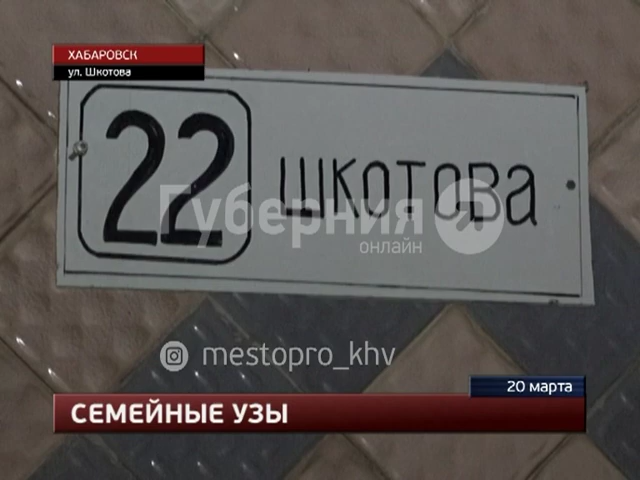 ХАБАРОВСК
ул. Шкотова
22 ШКОТОВА
Губерния
ОНЛАЙН
mestopro_khv
20 марта
СЕМЕЙНЫЕ УЗЫ